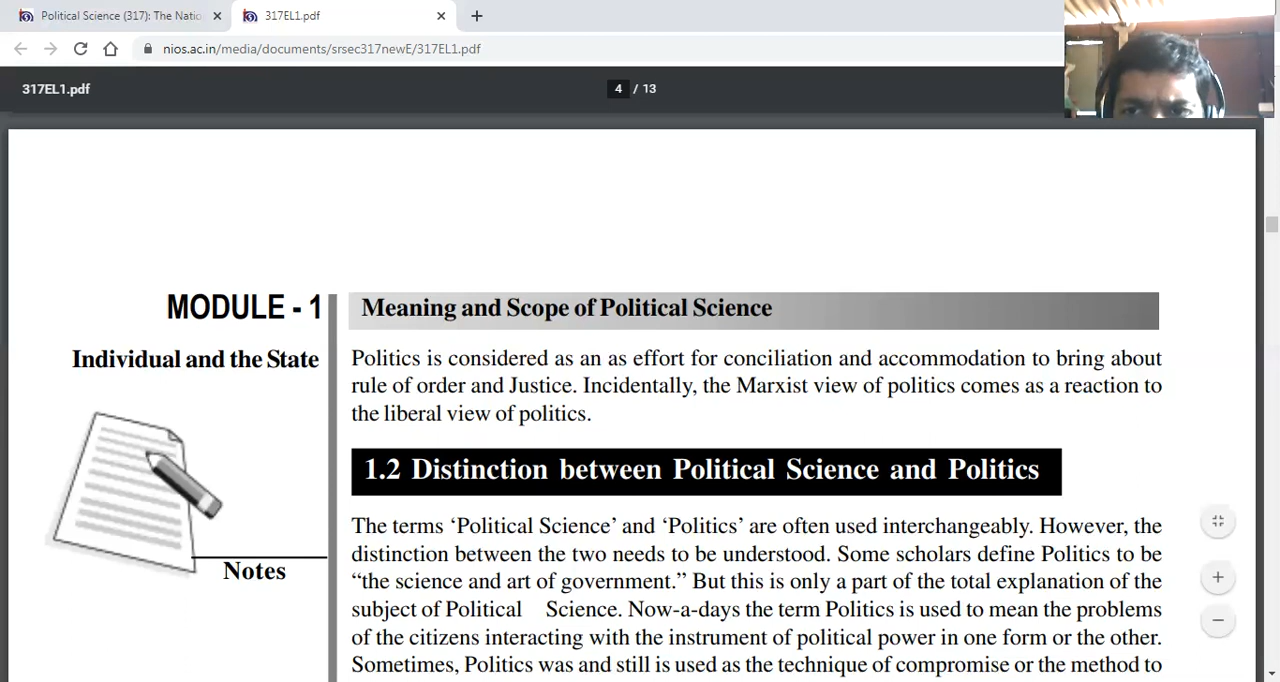 Political Science (317): The Natio
317EL1.pdf
nios.ac.in/media/documents/srsec317newE/317EL1.pdf
317EL1.pdf
4 / 13
MODULE - 1
Meaning and Scope of Political Science
Individual and the State
Politics is considered as an as effort for conciliation and accommodation to bring about
rule of order and Justice. Incidentally, the Marxist view of politics comes as a reaction to
the liberal view of politics.
1.2 Distinction between Political Science and Politics
Notes
The terms ‘Political Science’ and ‘Politics’ are often used interchangeably. However, the
distinction between the two needs to be understood. Some scholars define Politics to be
“the science and art of government.” But this is only a part of the total explanation of the
subject of Political Science. Now-a-days the term Politics is used to mean the problems
of the citizens interacting with the instrument of political power in one form or the other.
Sometimes, Politics was and still is used as the technique of compromise or the method to